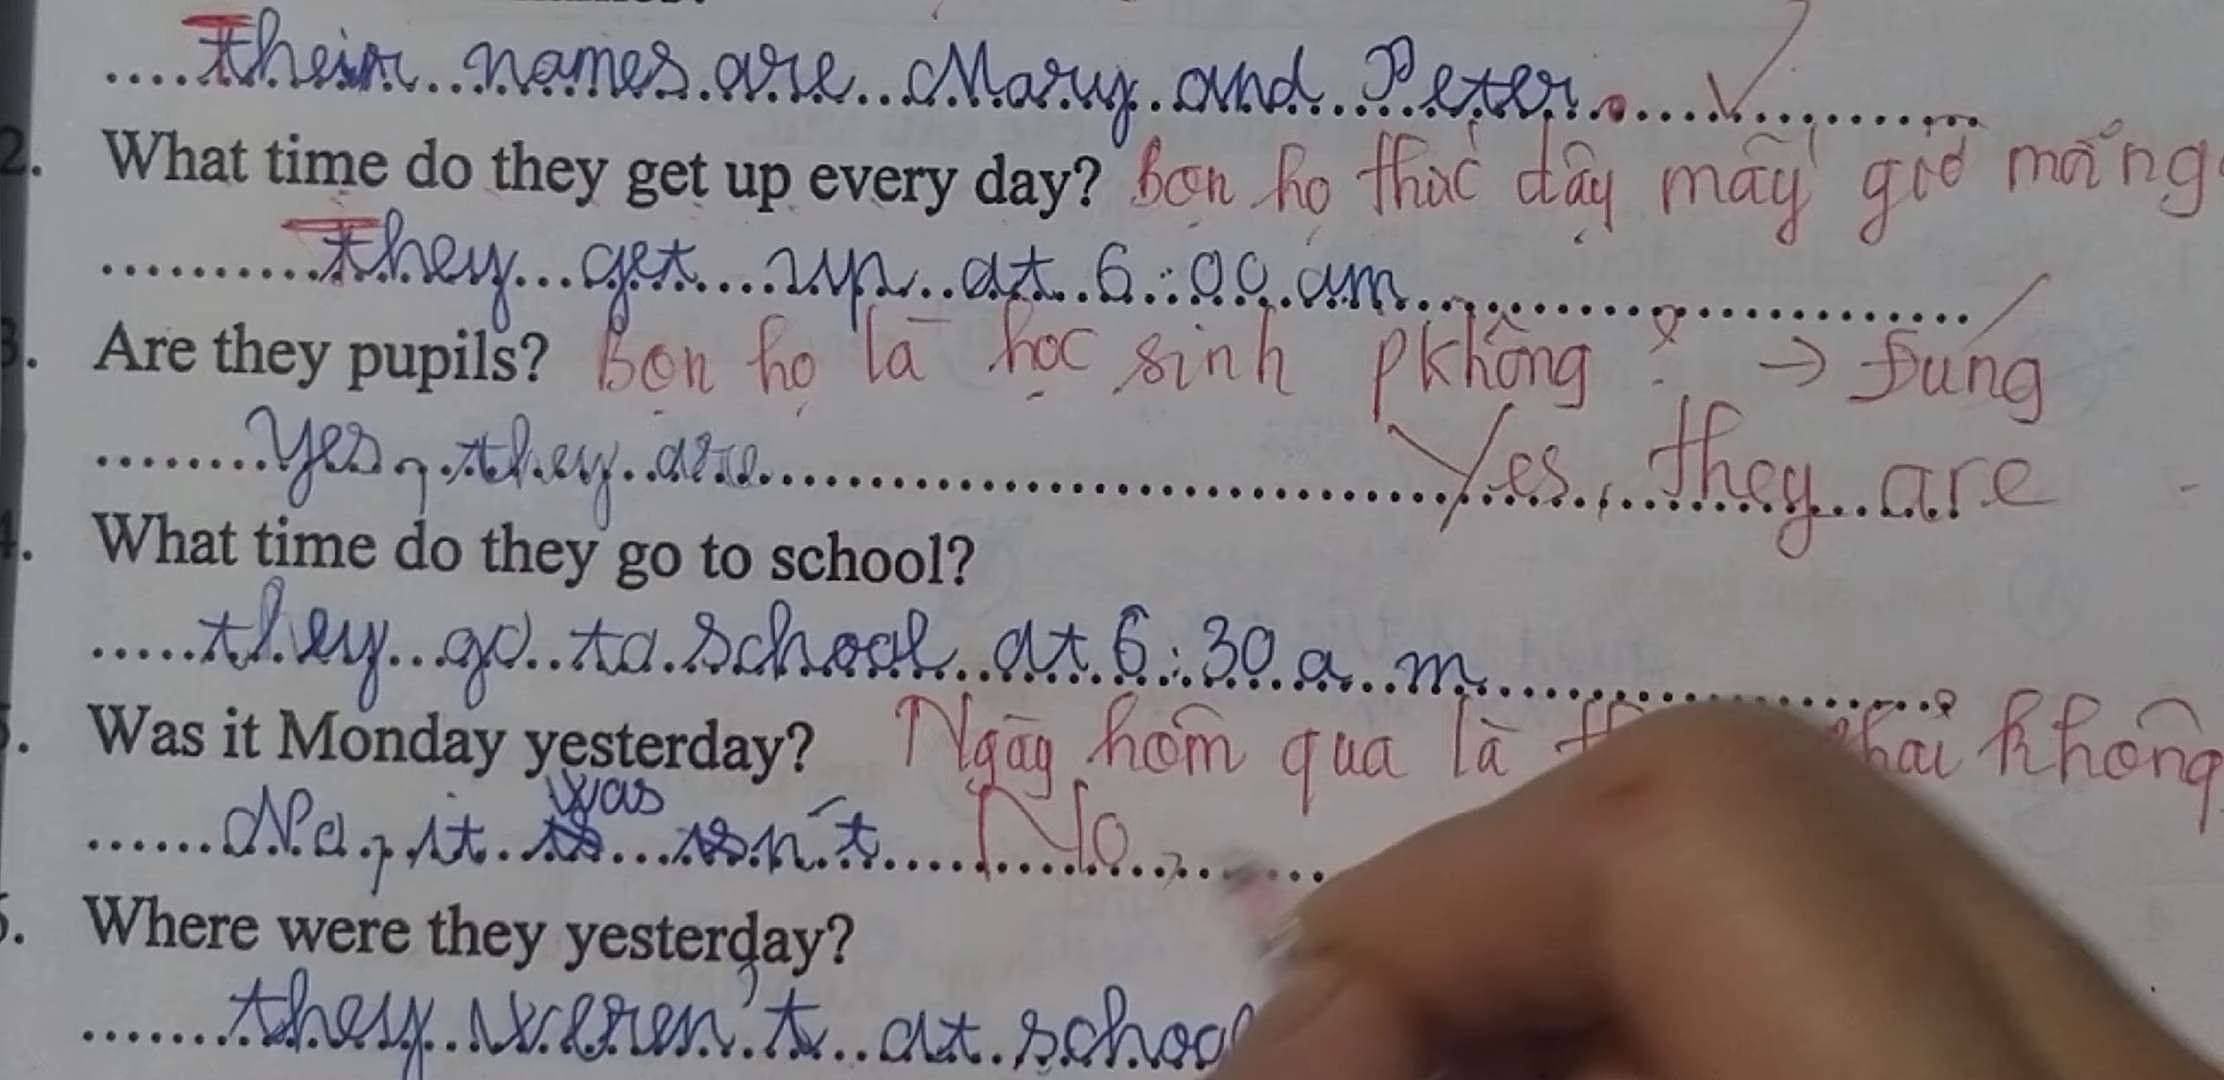 Their names are Mary and Peter.
2. What time do they get up every day? Bọn họ thức dậy mấy giờ mỗi
They get up at 6:00 am
3. Are they pupils? Bọn họ là học sinh pkhông? → Đúng
Yes, they are Yes, they are
4. What time do they go to school?
they go to school at 6:30 a m
5. Was it Monday yesterday? Ngày hôm qua là không
No, it was isn't No,
6. Where were they yesterday?
they weren't at school